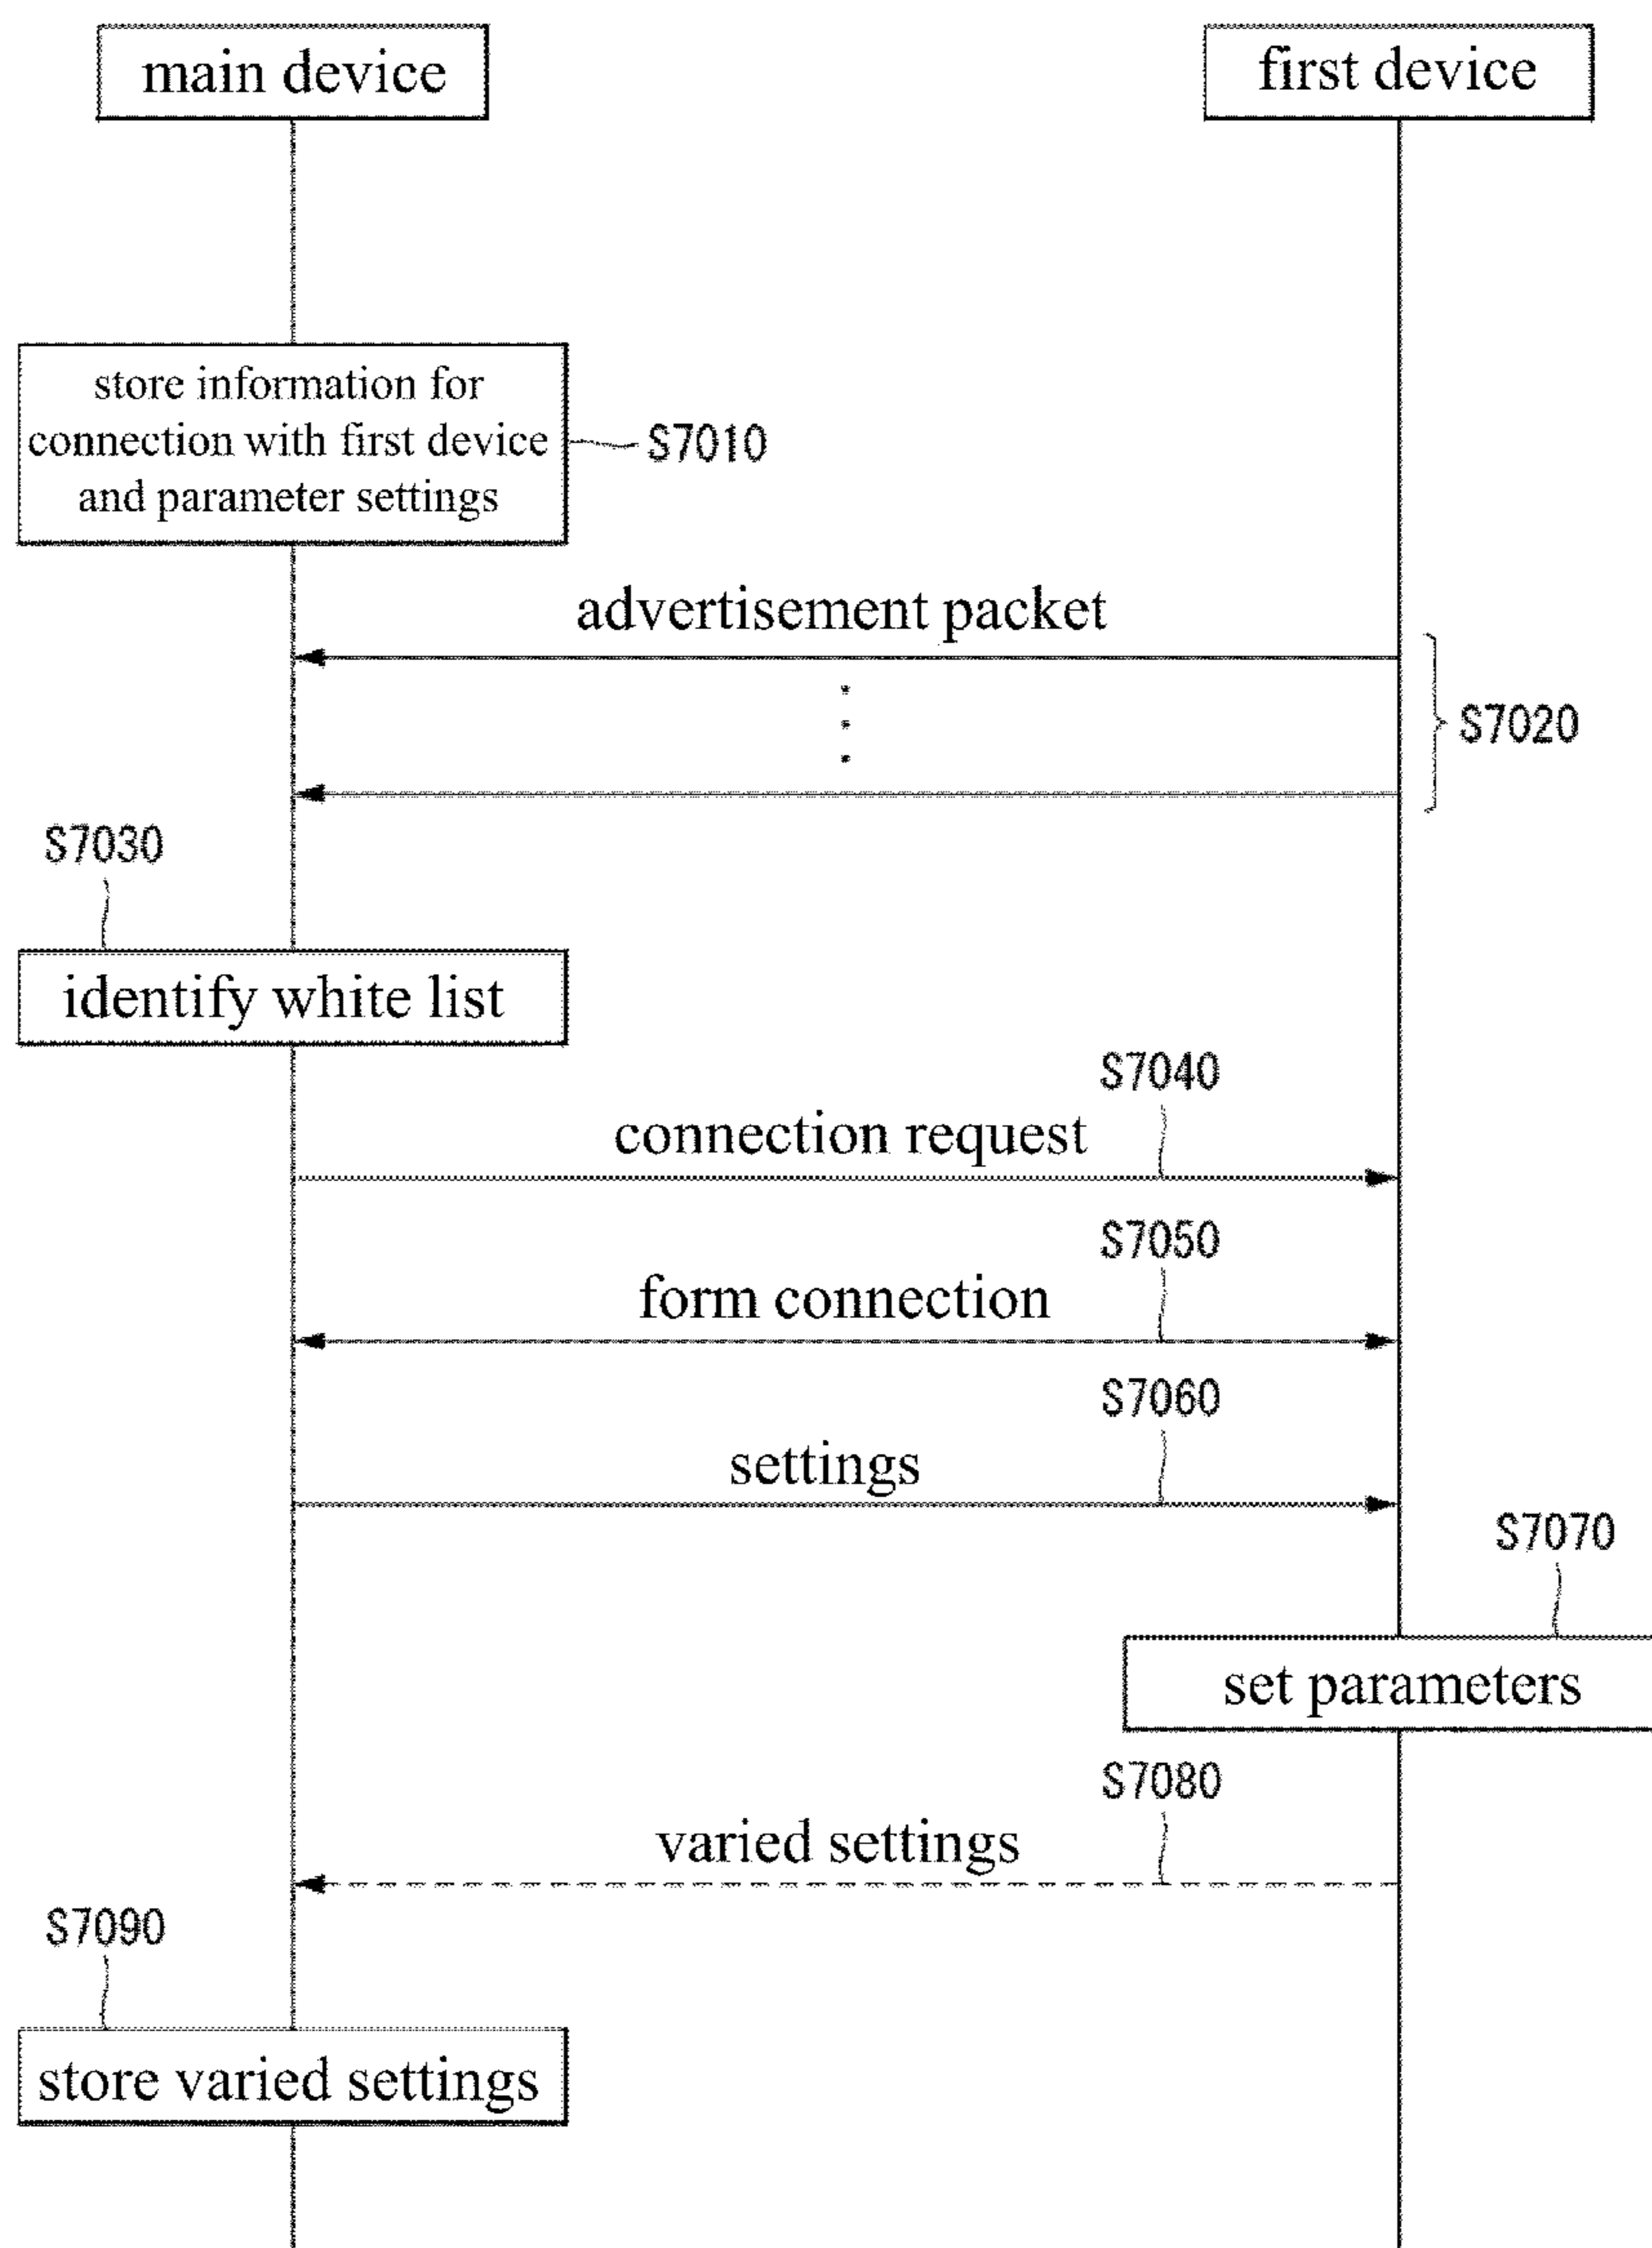 main device
first device
store information for
connection with first device
and parameter settings
S7010
advertisement packet
S7020
S7030
identify white list
S7040
connection request
S7050
form connection
S7060
settings
S7070
set parameters
S7080
varied settings
S7090
store varied settings